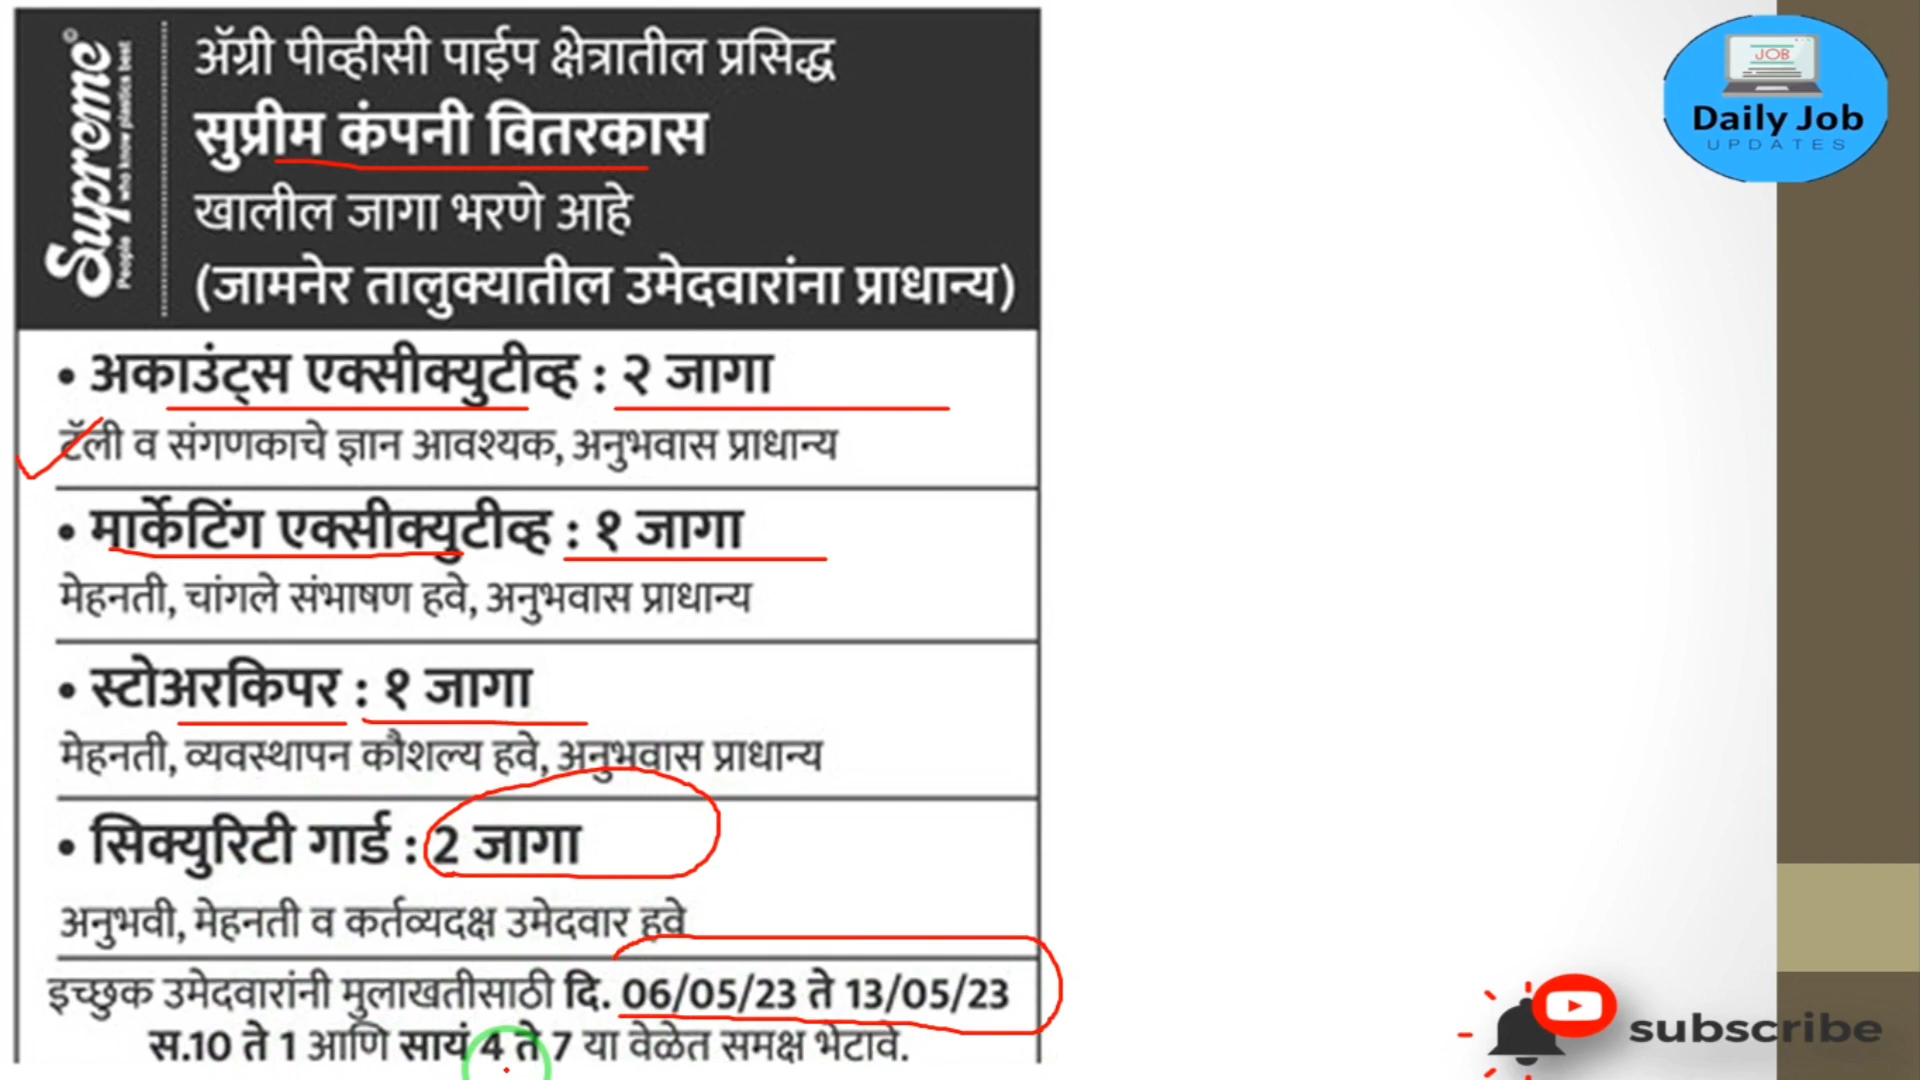 Supreme©
People who know plastics best
ॲग्री पीव्हीसी पाईप क्षेत्रातील प्रसिद्ध
सुप्रीम कंपनी वितरकास
खालील जागा भरणे आहे
(जामनेर तालुक्यातील उमेदवारांना प्राधान्य)
• अकाउंट्स एक्सीक्युटीव्ह : २ जागा
टॅली व संगणकाचे ज्ञान आवश्यक, अनुभवास प्राधान्य
• मार्केटिंग एक्सीक्युटीव्ह : १ जागा
मेहनती, चांगले संभाषण हवे, अनुभवास प्राधान्य
• स्टोअरकिपर : १ जागा
मेहनती, व्यवस्थापन कौशल्य हवे, अनुभवास प्राधान्य
• सिक्युरिटी गार्ड : 2 जागा
अनुभवी, मेहनती व कर्तव्यदक्ष उमेदवार हवे
इच्छुक उमेदवारांनी मुलाखतीसाठी दि. 06/05/23 ते 13/05/23
स.10 ते 1 आणि सायं 4 ते 7 या वेळेत समक्ष भेटावे.
JOB
Daily Job
UPDATES
subscribe